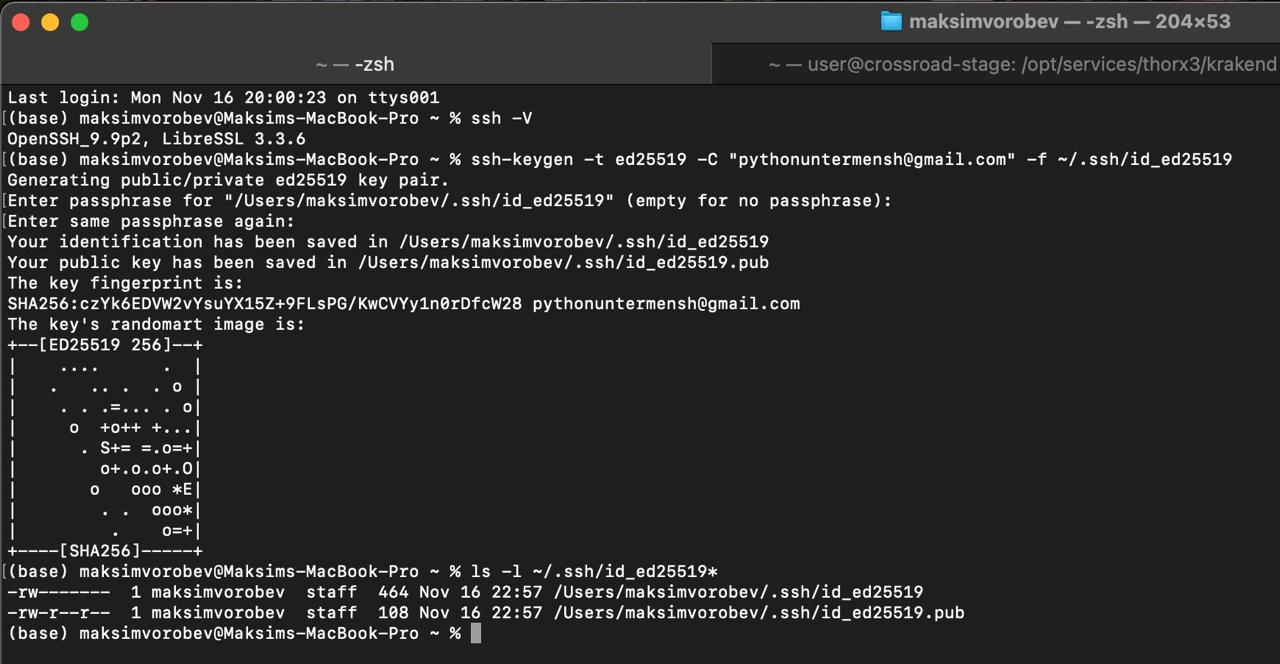 maksimvorobev — -zsh — 204×53
~ — -zsh
~ — user@crossroad-stage: /opt/services/thorx3/krakend
Last login: Mon Nov 16 20:00:23 on ttys001
[(base) maksimvorobev@Maksims-MacBook-Pro ~ % ssh -V
OpenSSH_9.9p2, LibreSSL 3.3.6
[(base) maksimvorobev@Maksims-MacBook-Pro ~ % ssh-keygen -t ed25519 -C "pythonuntermensh@gmail.com" -f ~/.ssh/id_ed25519
Generating public/private ed25519 key pair.
[Enter passphrase for "/Users/maksimvorobev/.ssh/id_ed25519" (empty for no passphrase):
[Enter same passphrase again:
Your identification has been saved in /Users/maksimvorobev/.ssh/id_ed25519
Your public key has been saved in /Users/maksimvorobev/.ssh/id_ed25519.pub
The key fingerprint is:
SHA256:czYk6EDVW2vYsuYX15Z+9FLsPG/KwCVYy1n0rDfcW28 pythonuntermensh@gmail.com
The key's randomart image is:
+--[ED25519 256]--+
|    ....      .  |
|   .   .. .  . o |
|    . . .=... . o|
|     o  +o++ +...|
|      . S+= =.o=+|
|        o+.o.o+.O|
|       o   ooo *E|
|        . .  ooo*|
|         .    o=+|
+----[SHA256]-----+
[(base) maksimvorobev@Maksims-MacBook-Pro ~ % ls -l ~/.ssh/id_ed25519*
-rw-------  1 maksimvorobev  staff  464 Nov 16 22:57 /Users/maksimvorobev/.ssh/id_ed25519
-rw-r--r--  1 maksimvorobev  staff  108 Nov 16 22:57 /Users/maksimvorobev/.ssh/id_ed25519.pub
(base) maksimvorobev@Maksims-MacBook-Pro ~ %